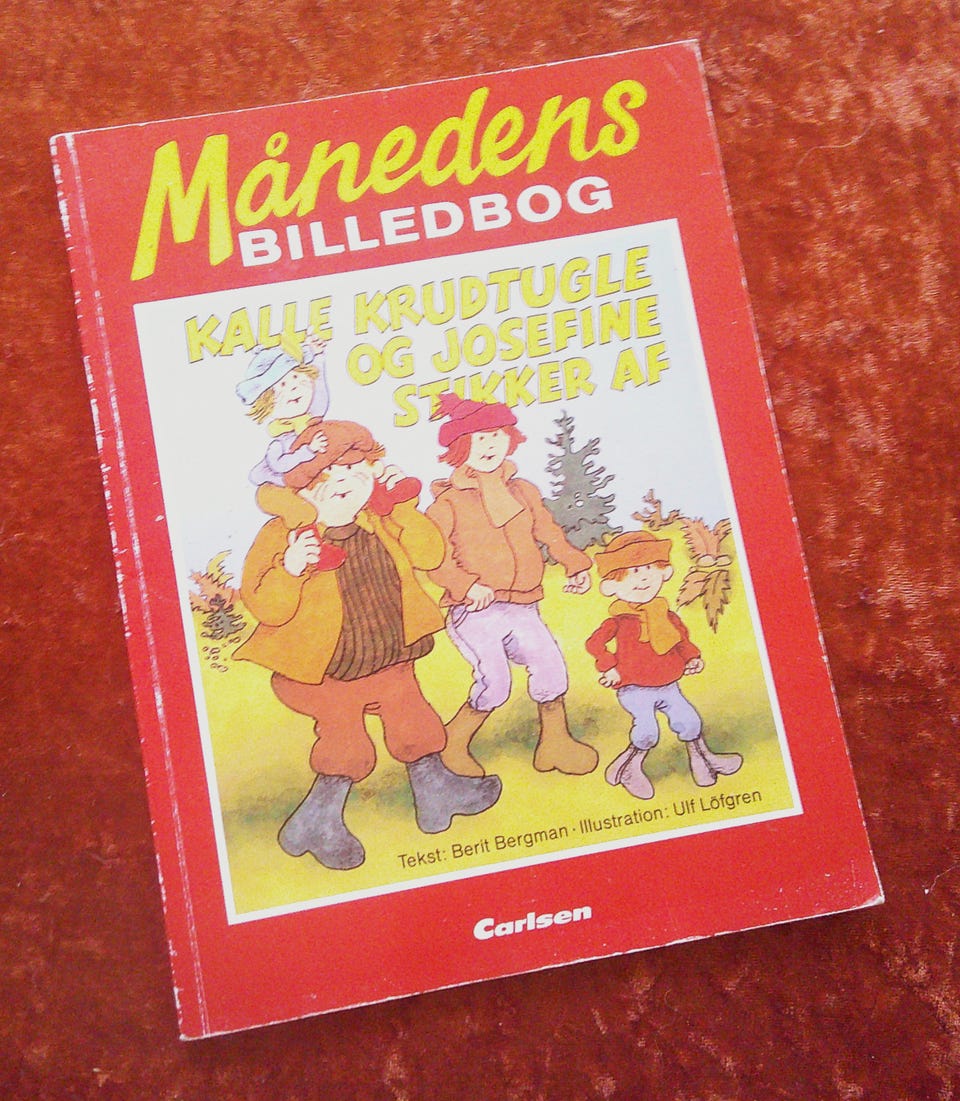 Månedens
BILLEDBOG
KALLE KRUDTUGLE
OG JOSEFINE
STIKKER AF
Tekst: Berit Bergman · Illustration: Ulf Löfgren
Carlsen